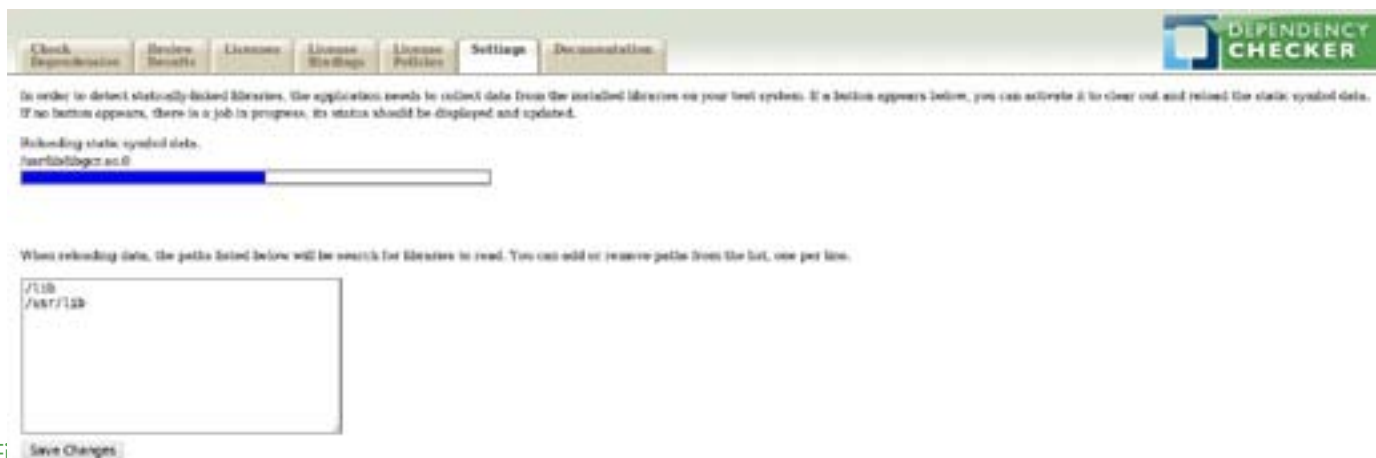 DEPENDENCY
CHECKER
Check
Dependencies
Review
Results
Licenses
License
Bindings
License
Policies
Settings
Documentation
In order to detect statically-linked libraries, the application needs to collect data from the installed libraries on your test system. If a button appears below, you can activate it to clear out and reload the static symbol data.
If no button appears, there is a job in progress, its status should be displayed and updated.
Reloading static symbol data.
When reloading data, the paths listed below will be search for libraries to read. You can add or remove paths from the list, one per line.
/lib
/usr/lib
Save Changes